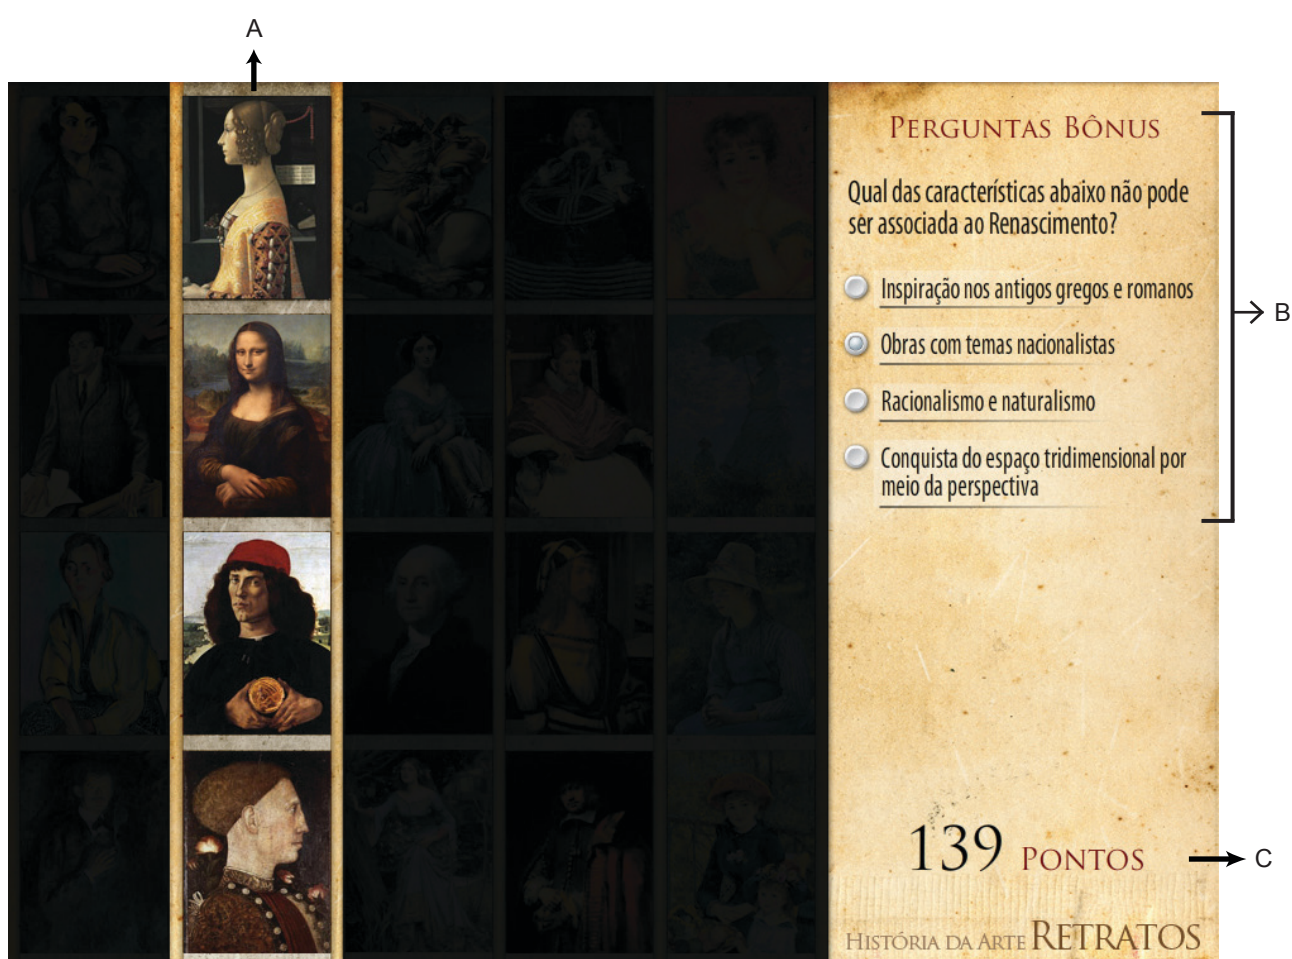 A
PERGUNTAS BÔNUS
Qual das características abaixo não pode
ser associada ao Renascimento?
Inspiração nos antigos gregos e romanos
Obras com temas nacionalistas
Racionalismo e naturalismo
Conquista do espaço tridimensional por
meio da perspectiva
B
139 PONTOS
C
HISTÓRIA DA ARTE RETRATOS